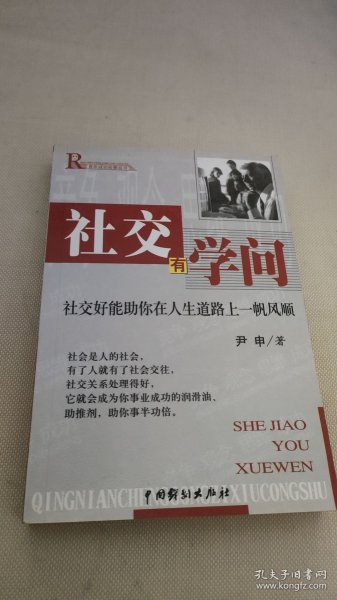 社交
有
学问
社交好能助你在人生道路上一帆风顺
尹申/著
社会是人的社会，
有了人就有了社会交往，
社交关系处理得好，
它就会成为你事业成功的润滑油、
助推剂，助你事半功倍。
SHE JIAO
YOU
XUEWEN
中国戏剧出版社
孔夫子旧书网
www.kongfz.com